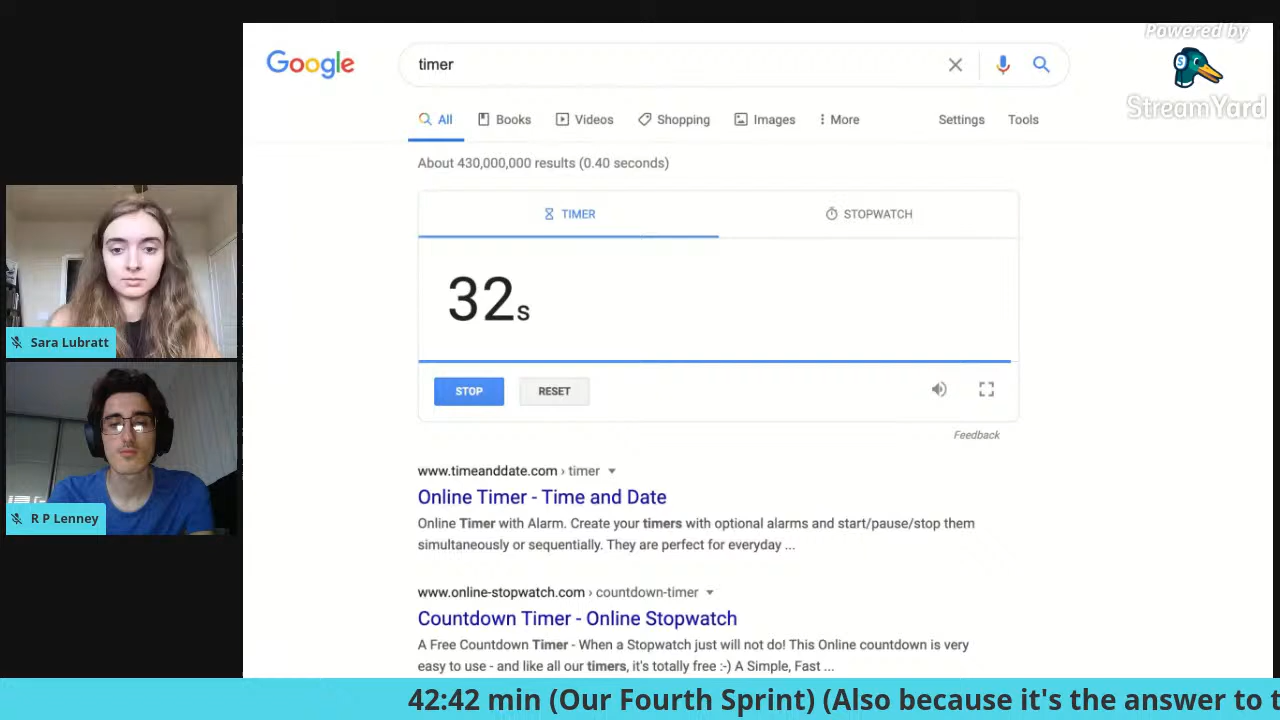 Powered by
StreamYard
Google
timer
All
Books
Videos
Shopping
Images
More
Settings
Tools
About 430,000,000 results (0.40 seconds)
TIMER
STOPWATCH
32s
STOP
RESET
Feedback
www.timeanddate.com › timer
Online Timer - Time and Date
Online Timer with Alarm. Create your timers with optional alarms and start/pause/stop them
simultaneously or sequentially. They are perfect for everyday ...
www.online-stopwatch.com › countdown-timer
Countdown Timer - Online Stopwatch
A Free Countdown Timer - When a Stopwatch just will not do! This Online countdown is very
easy to use - and like all our timers, it's totally free :-) A Simple, Fast ...
Sara Lubratt
R P Lenney
42:42 min (Our Fourth Sprint) (Also because it's the answer to t